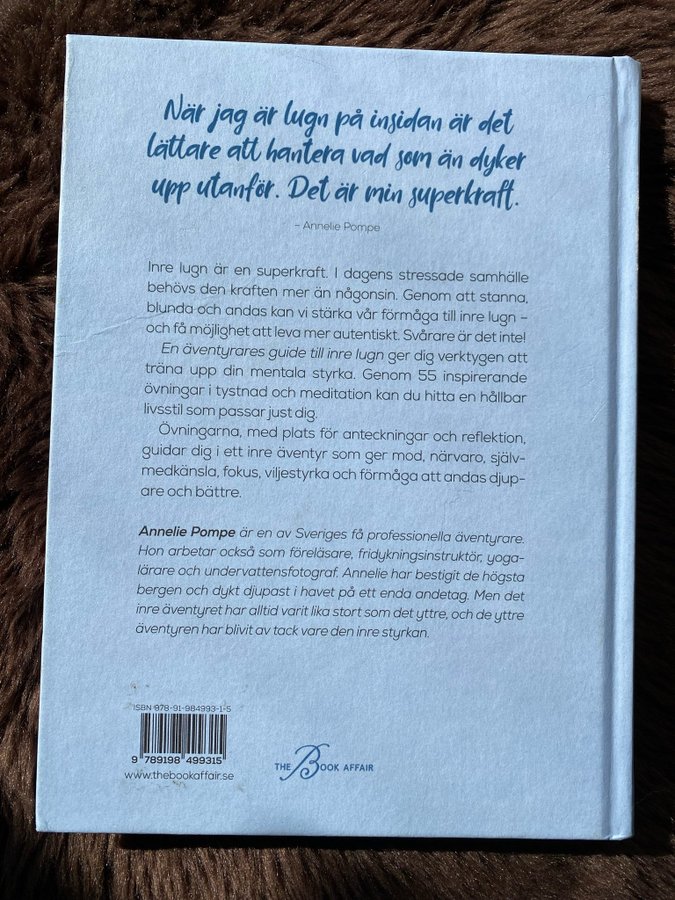 När jag är lugn på insidan är det
lättare att hantera vad som än dyker
upp utanför. Det är min superkraft.
– Annelie Pompe
Inre lugn är en superkraft. I dagens stressade samhälle
behövs den kraften mer än någonsin. Genom att stanna,
blunda och andas kan vi stärka vår förmåga till inre lugn –
och få möjlighet att leva mer autentiskt. Svårare är det inte!
En äventyrares guide till inre lugn ger dig verktygen att
träna upp din mentala styrka. Genom 55 inspirerande
övningar i tystnad och meditation kan du hitta en hållbar
livsstil som passar just dig.
Övningarna, med plats för anteckningar och reflektion,
guidar dig i ett inre äventyr som ger mod, närvaro, själv-
medkänsla, fokus, viljestyrka och förmåga att andas djup-
are och bättre.
Annelie Pompe är en av Sveriges få professionella äventyrare.
Hon arbetar också som föreläsare, fridykningsinstruktör, yoga-
lärare och undervattensfotograf. Annelie har bestigit de högsta
bergen och dykt djupast i havet på ett enda andetag. Men det
inre äventyret har alltid varit lika stort som det yttre, och de yttre
äventyren har blivit av tack vare den inre styrkan.
ISBN 978-91-984993-1-5
9 789198 499315
www.thebookaffair.se
THE BOOK AFFAIR